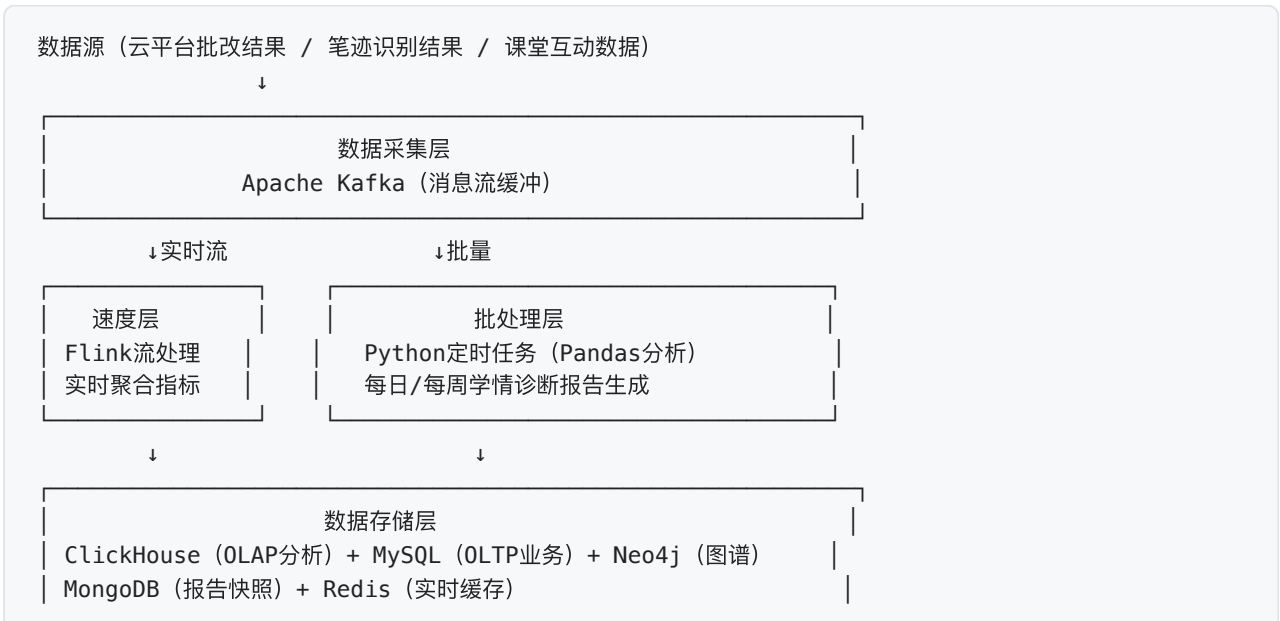 数据源（云平台批改结果 / 笔迹识别结果 / 课堂互动数据）
↓
数据采集层
Apache Kafka（消息流缓冲）
↓实时流 ↓批量
速度层 批处理层
Flink流处理 Python定时任务（Pandas分析）
实时聚合指标 每日/每周学情诊断报告生成
↓ ↓
数据存储层
ClickHouse（OLAP分析）+ MySQL（OLTP业务）+ Neo4j（图谱）
MongoDB（报告快照）+ Redis（实时缓存）